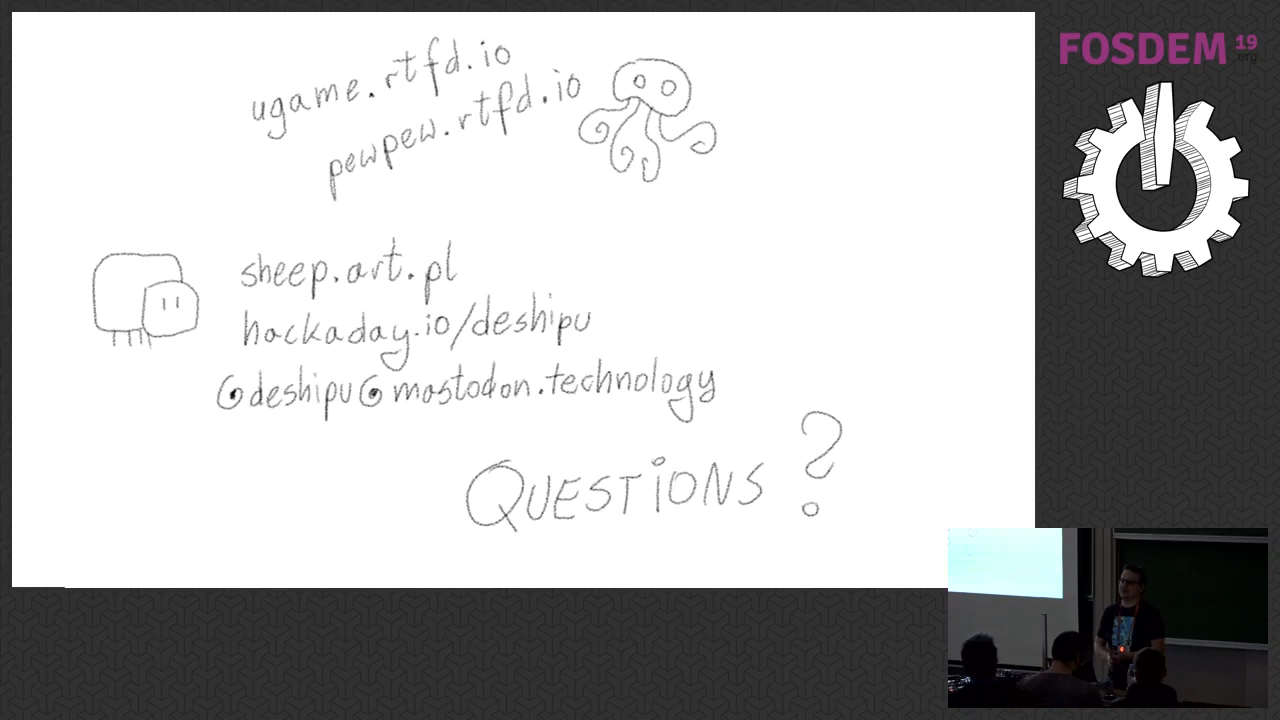 ugame.rtfd.io
pewpew.rtfd.io
sheep.art.pl
hackaday.io/deshipu
@deshipu@mastodon.technology
QUESTIONS?
FOSDEM 19
.org